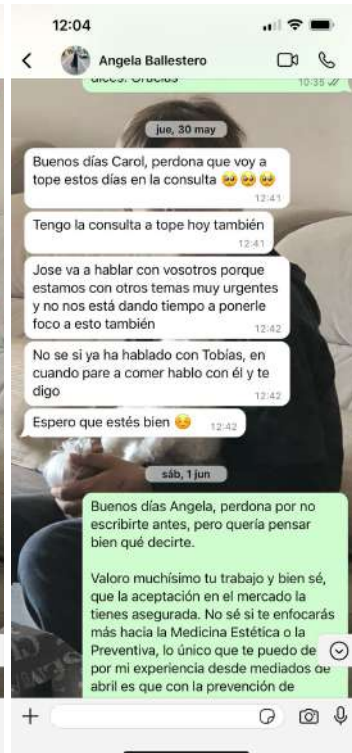 12:04
Angela Ballestero
10:35
jue, 30 may
Buenos días Carol, perdona que voy a
tope estos días en la consulta 🥹🥹🥹
12:41
Tengo la consulta a tope hoy también
12:41
Jose va a hablar con vosotros porque
estamos con otros temas muy urgentes
y no nos está dando tiempo a ponerle
foco a esto también
12:42
No se si ya ha hablado con Tobías, en
cuando pare a comer hablo con él y te
digo
12:42
Espero que estés bien ☺️
12:42
sáb, 1 jun
Buenos días Angela, perdona por no
escribirte antes, pero quería pensar
bien qué decirte.
Valoro muchísimo tu trabajo y bien sé,
que la aceptación en el mercado la
tienes asegurada. No sé si te enfocarás
más hacia la Medicina Estética o la
Preventiva, lo único que te puedo de
por mi experiencia desde mediados de
abril es que con la prevención de